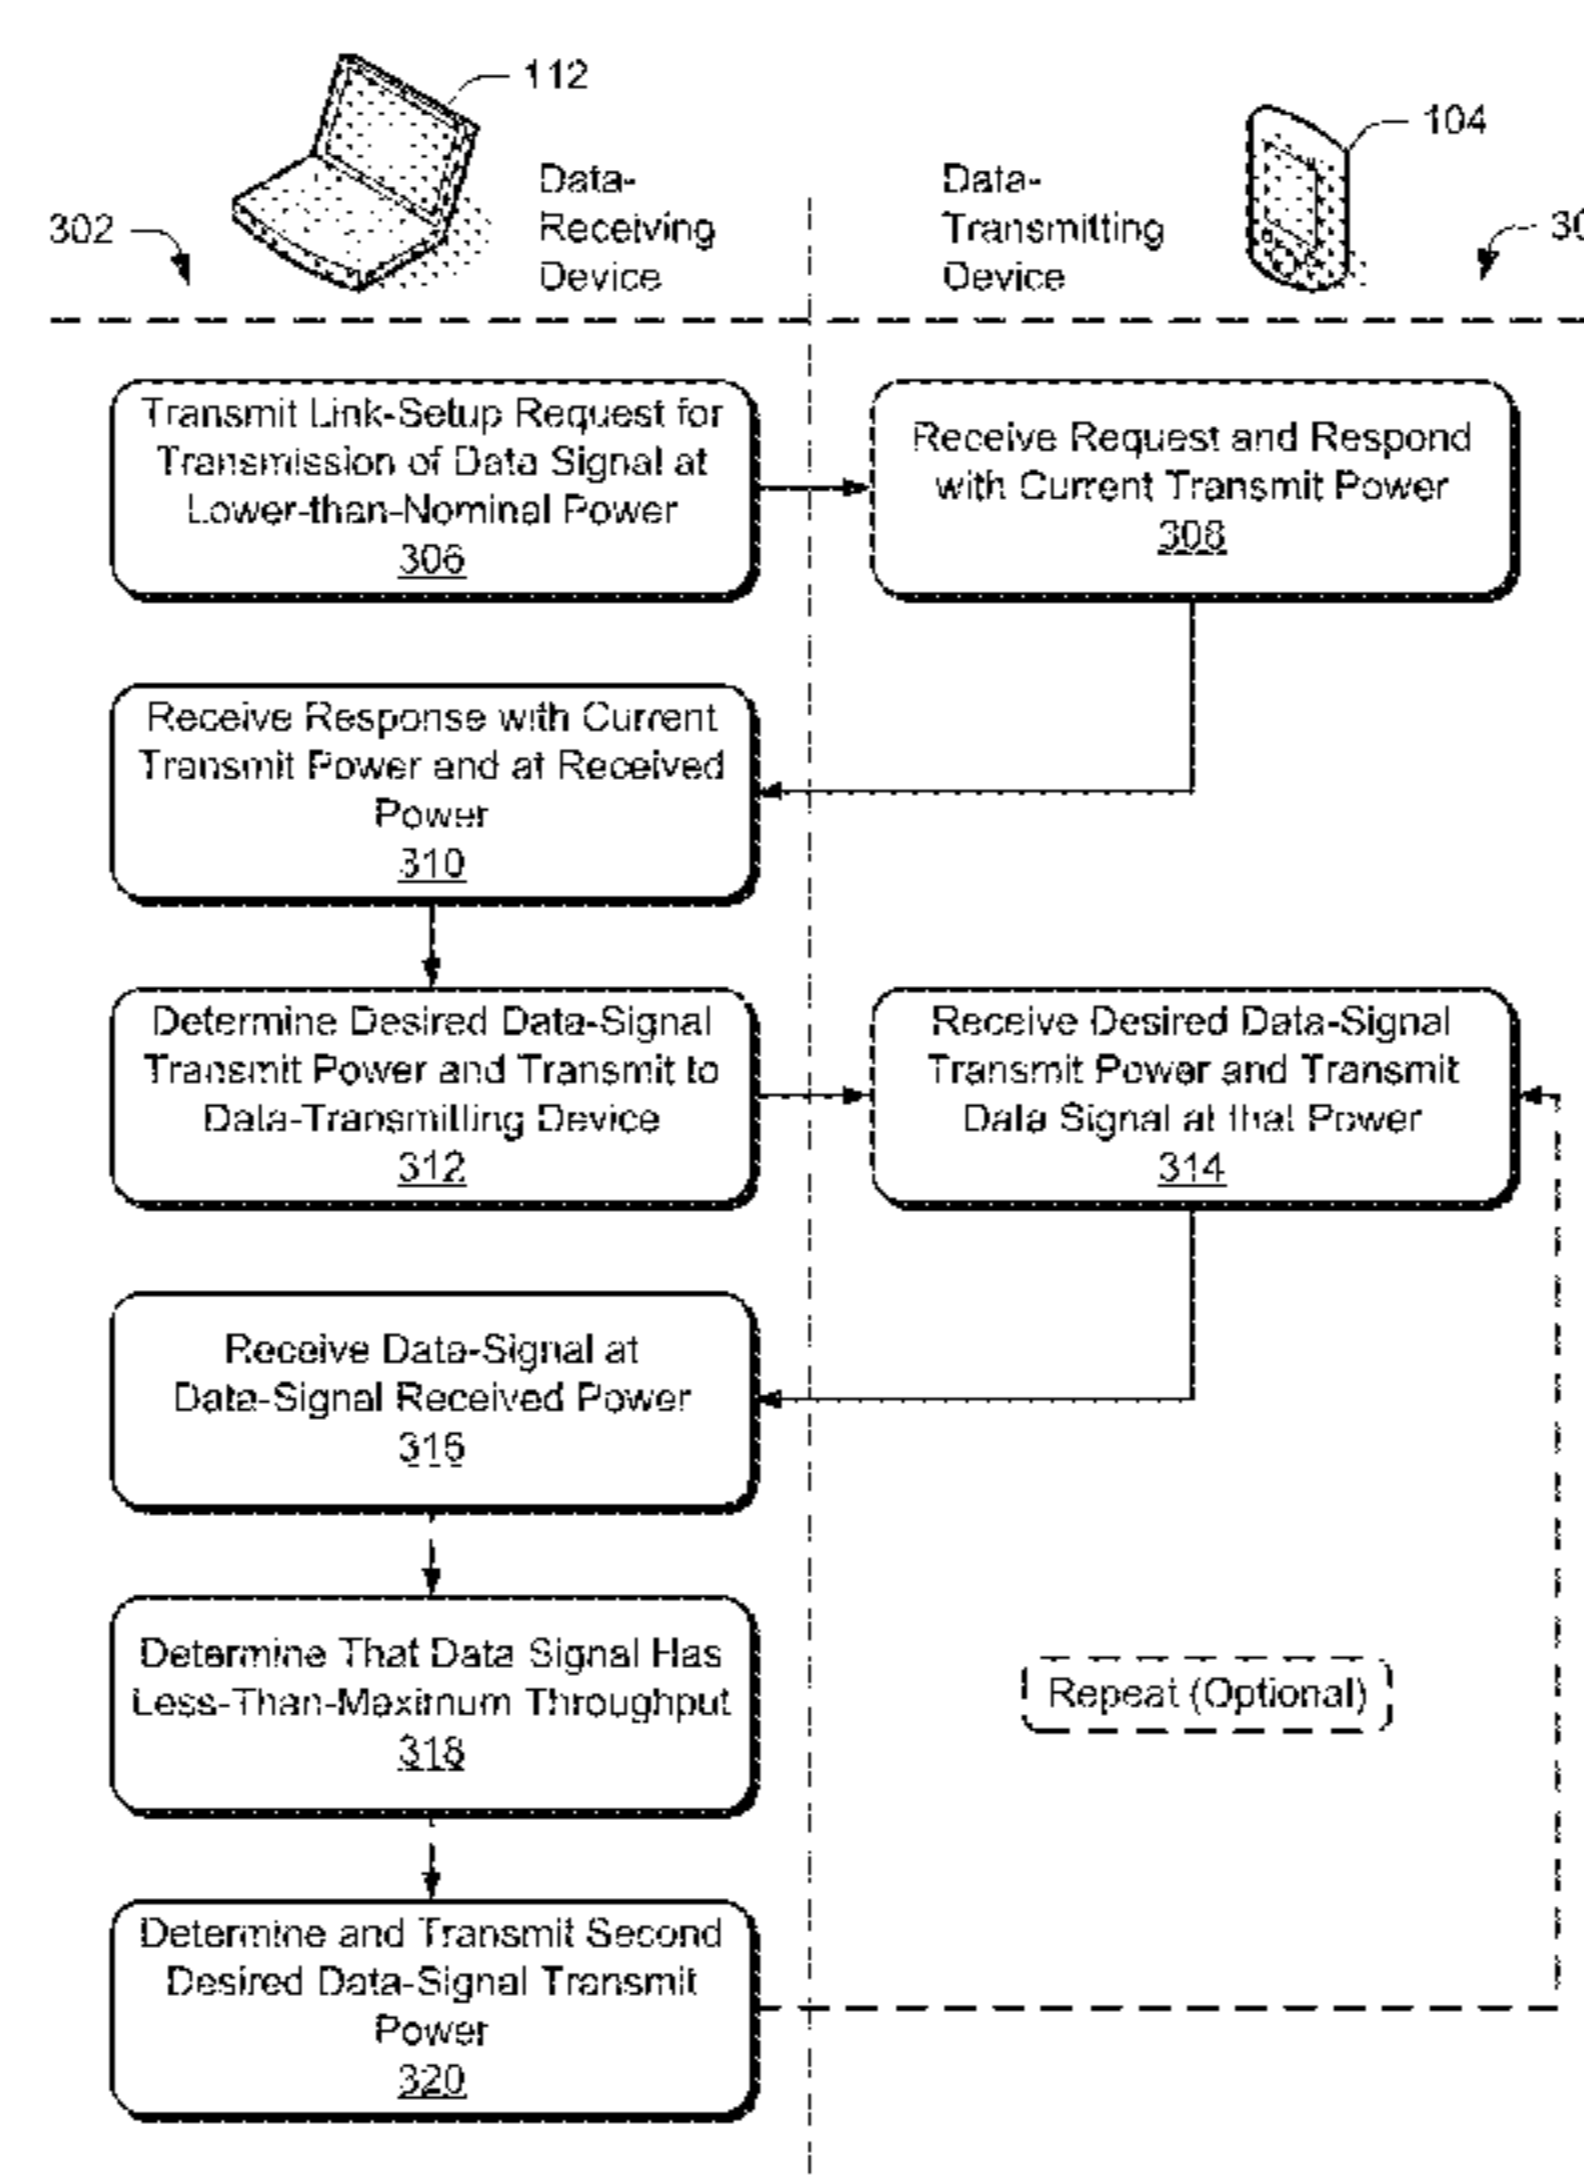 112
104
302
30
Data-
Receiving
Device
Data-
Transmitting
Device
Transmit Link-Setup Request for
Transmission of Data Signal at
Lower-than-Nominal Power
306
Receive Request and Respond
with Current Transmit Power
308
Receive Response with Current
Transmit Power and at Received
Power
310
Determine Desired Data-Signal
Transmit Power and Transmit to
Data-Transmitting Device
312
Receive Desired Data-Signal
Transmit Power and Transmit
Data Signal at that Power
314
Receive Data-Signal at
Data-Signal Received Power
316
Determine That Data Signal Has
Less-Than-Maximum Throughput
318
Repeat (Optional)
Determine and Transmit Second
Desired Data-Signal Transmit
Power
320